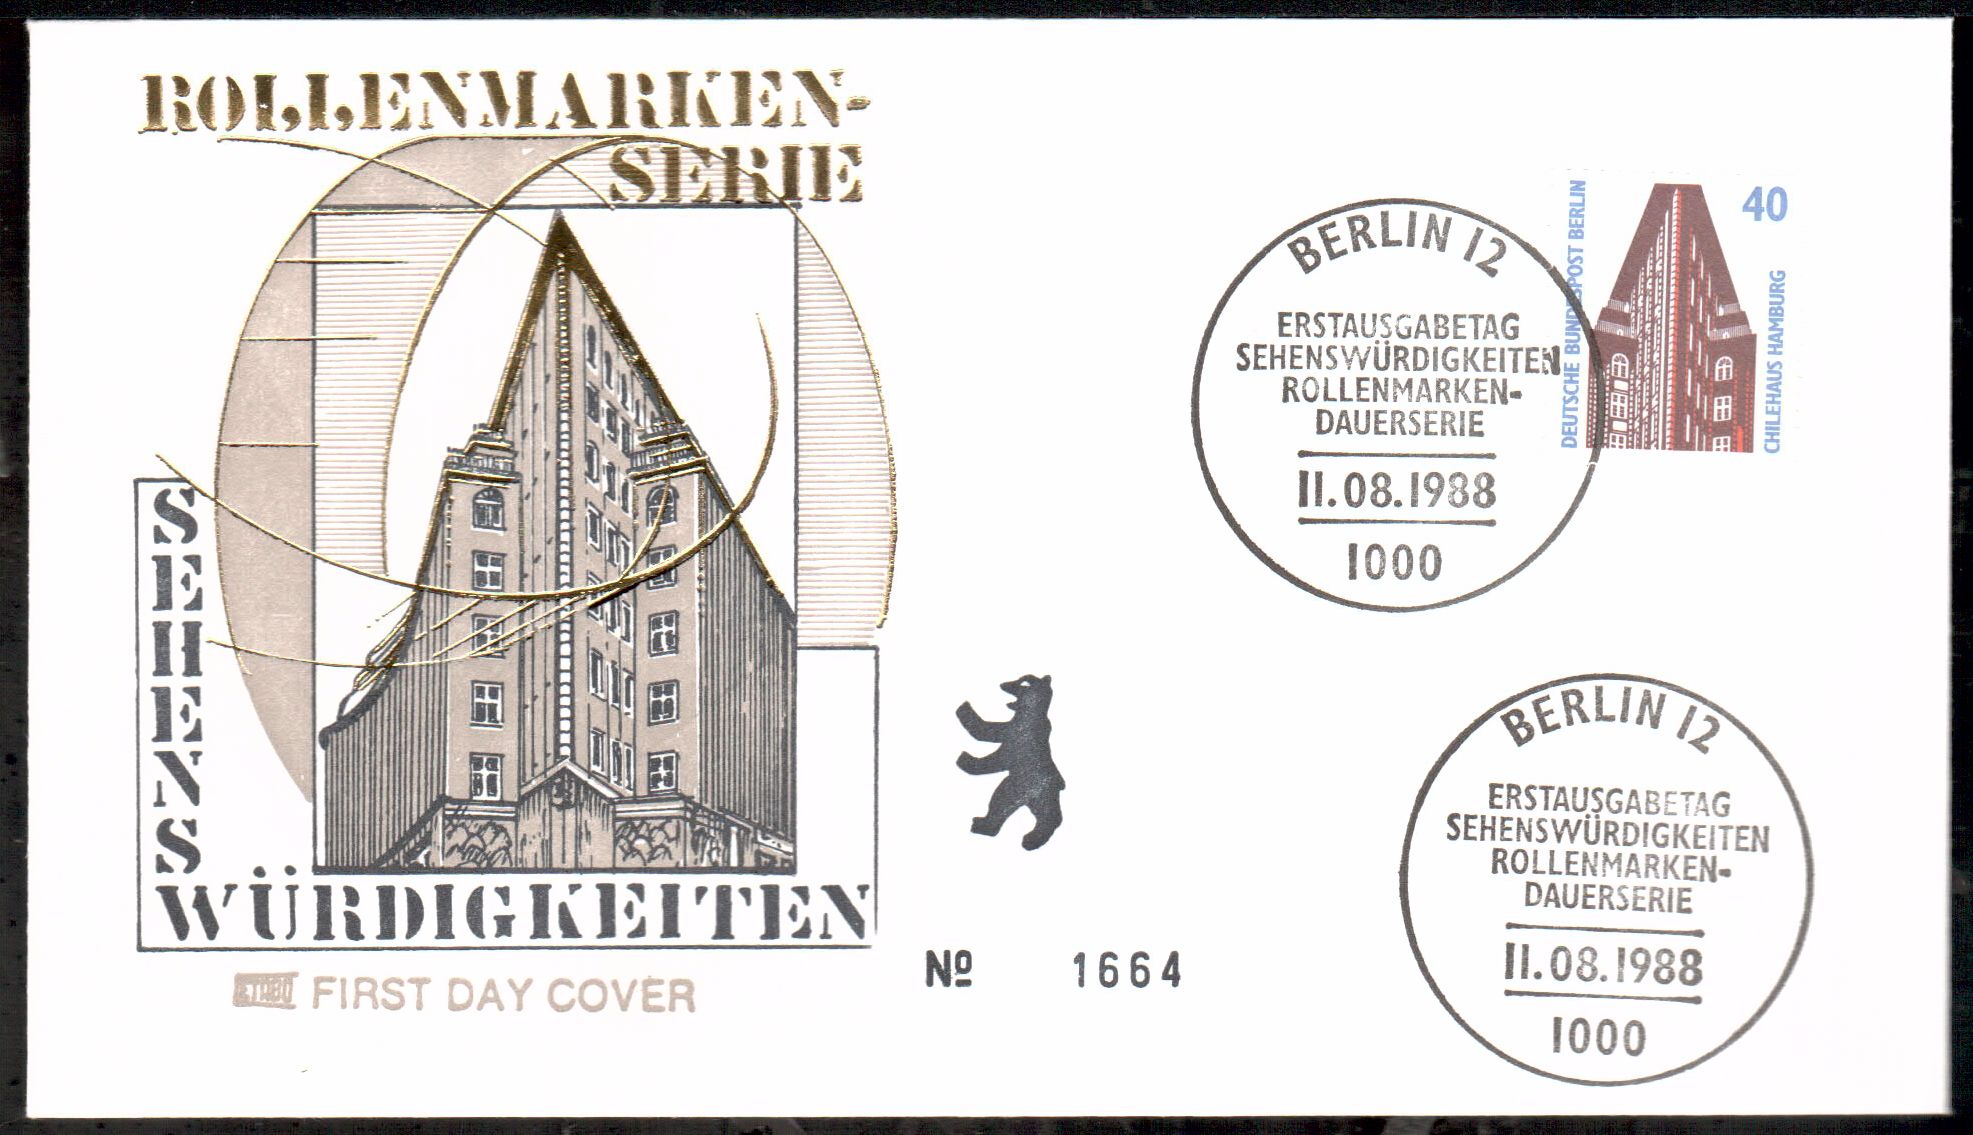 ROLLENMARKEN-
SERIE
SEHENS
WÜRDIGKEITEN
FIRST DAY COVER
Nº 1664
DEUTSCHE BUNDESPOST BERLIN
40
CHILEHAUS HAMBURG
BERLIN 12
ERSTAUSGABETAG
SEHENSWÜRDIGKEITEN
ROLLENMARKEN-
DAUERSERIE
11.08.1988
1000
BERLIN 12
ERSTAUSGABETAG
SEHENSWÜRDIGKEITEN
ROLLENMARKEN-
DAUERSERIE
11.08.1988
1000